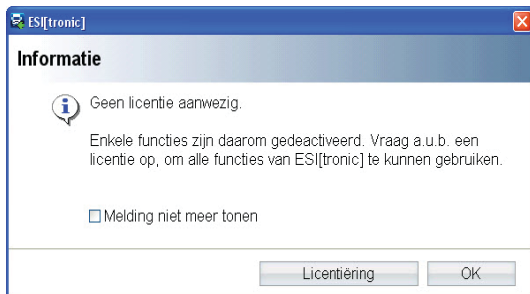 ESI[tronic]
Informatie
Geen licentie aanwezig.
Enkele functies zijn daarom gedeactiveerd. Vraag a.u.b. een
licentie op, om alle functies van ESI[tronic] te kunnen gebruiken.
Melding niet meer tonen
Licentiëring OK